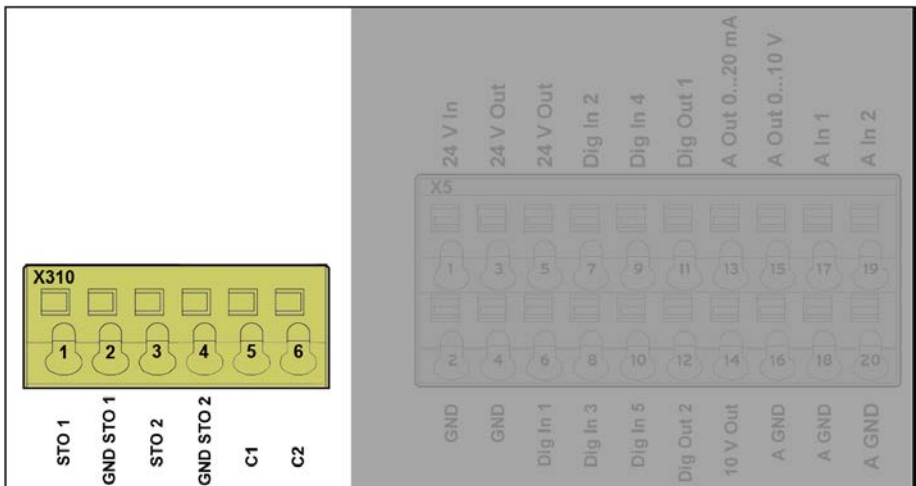 X310
1 2 3 4 5 6
STO 1
GND STO 1
STO 2
GND STO 2
C1
C2
24 V In
24 V Out
24 V Out
Dig In 2
Dig In 4
Dig Out 1
A Out 0...20 mA
A Out 0...10 V
A In 1
A In 2
X5
1 3 5 7 9 11 13 15 17 19
2 4 6 8 10 12 14 16 18 20
GND
GND
Dig In 1
Dig In 3
Dig In 5
Dig Out 2
10 V Out
A GND
A GND
A GND